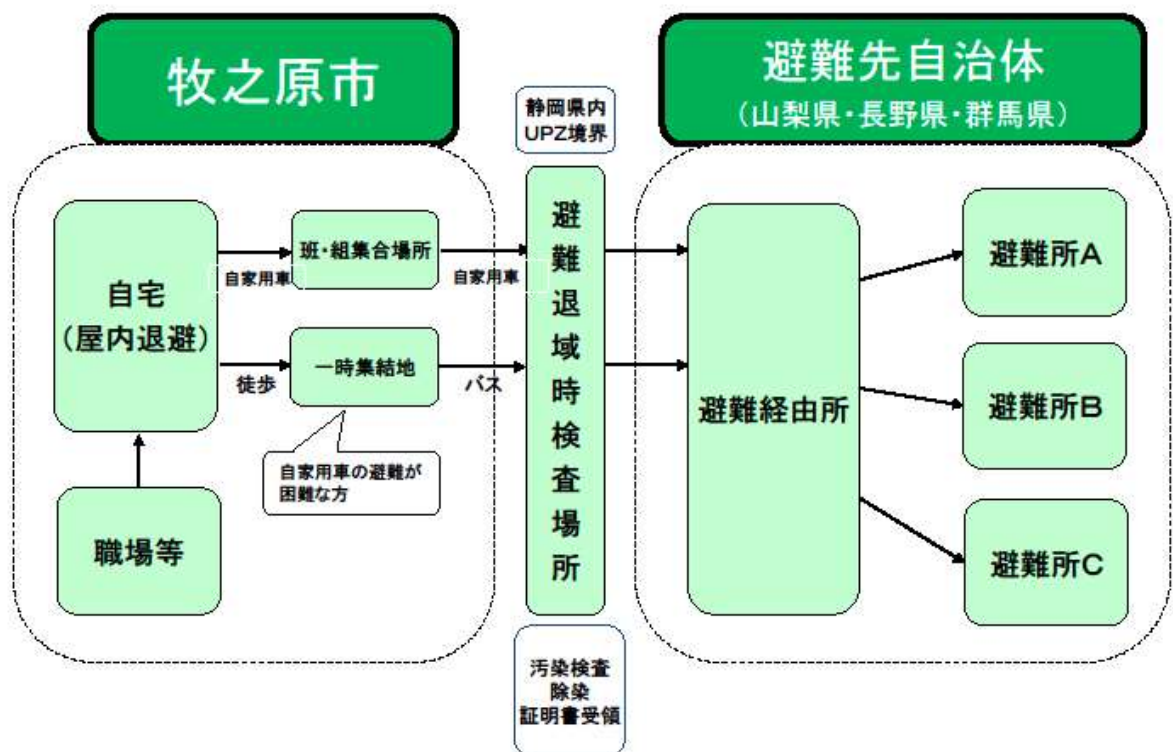 牧之原市
避難先自治体
（山梨県・長野県・群馬県）
静岡県内
UPZ境界
自宅
（屋内退避）
自家用車
班・組集合場所
自家用車
徒歩
一時集結地
バス
自家用車の避難が
困難な方
職場等
避難退域時検査場所
汚染検査
除染
証明書受領
避難経由所
避難所A
避難所B
避難所C